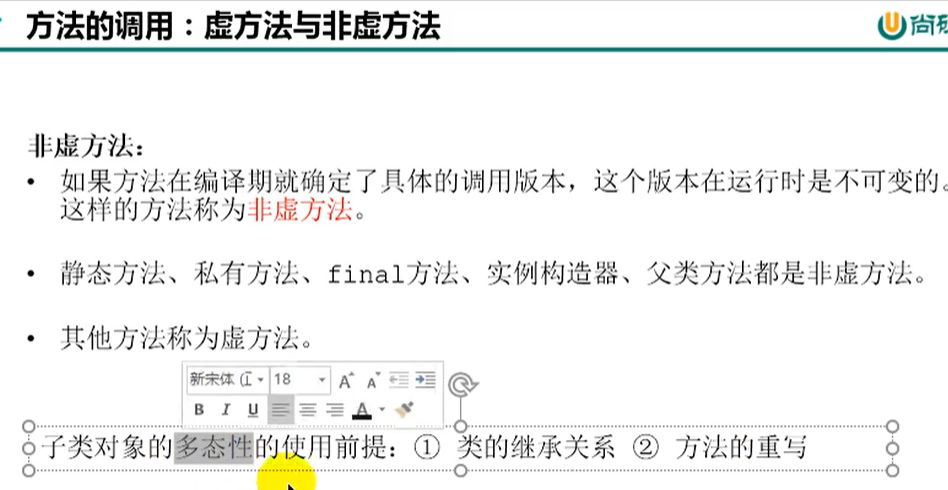 方法的调用：虚方法与非虚方法
尚硅
非虚方法：
• 如果方法在编译期就确定了具体的调用版本，这个版本在运行时是不可变的。
这样的方法称为非虚方法。
• 静态方法、私有方法、final方法、实例构造器、父类方法都是非虚方法。
• 其他方法称为虚方法。
新宋体 18 A A
B I U A
子类对象的多态性的使用前提：① 类的继承关系 ② 方法的重写